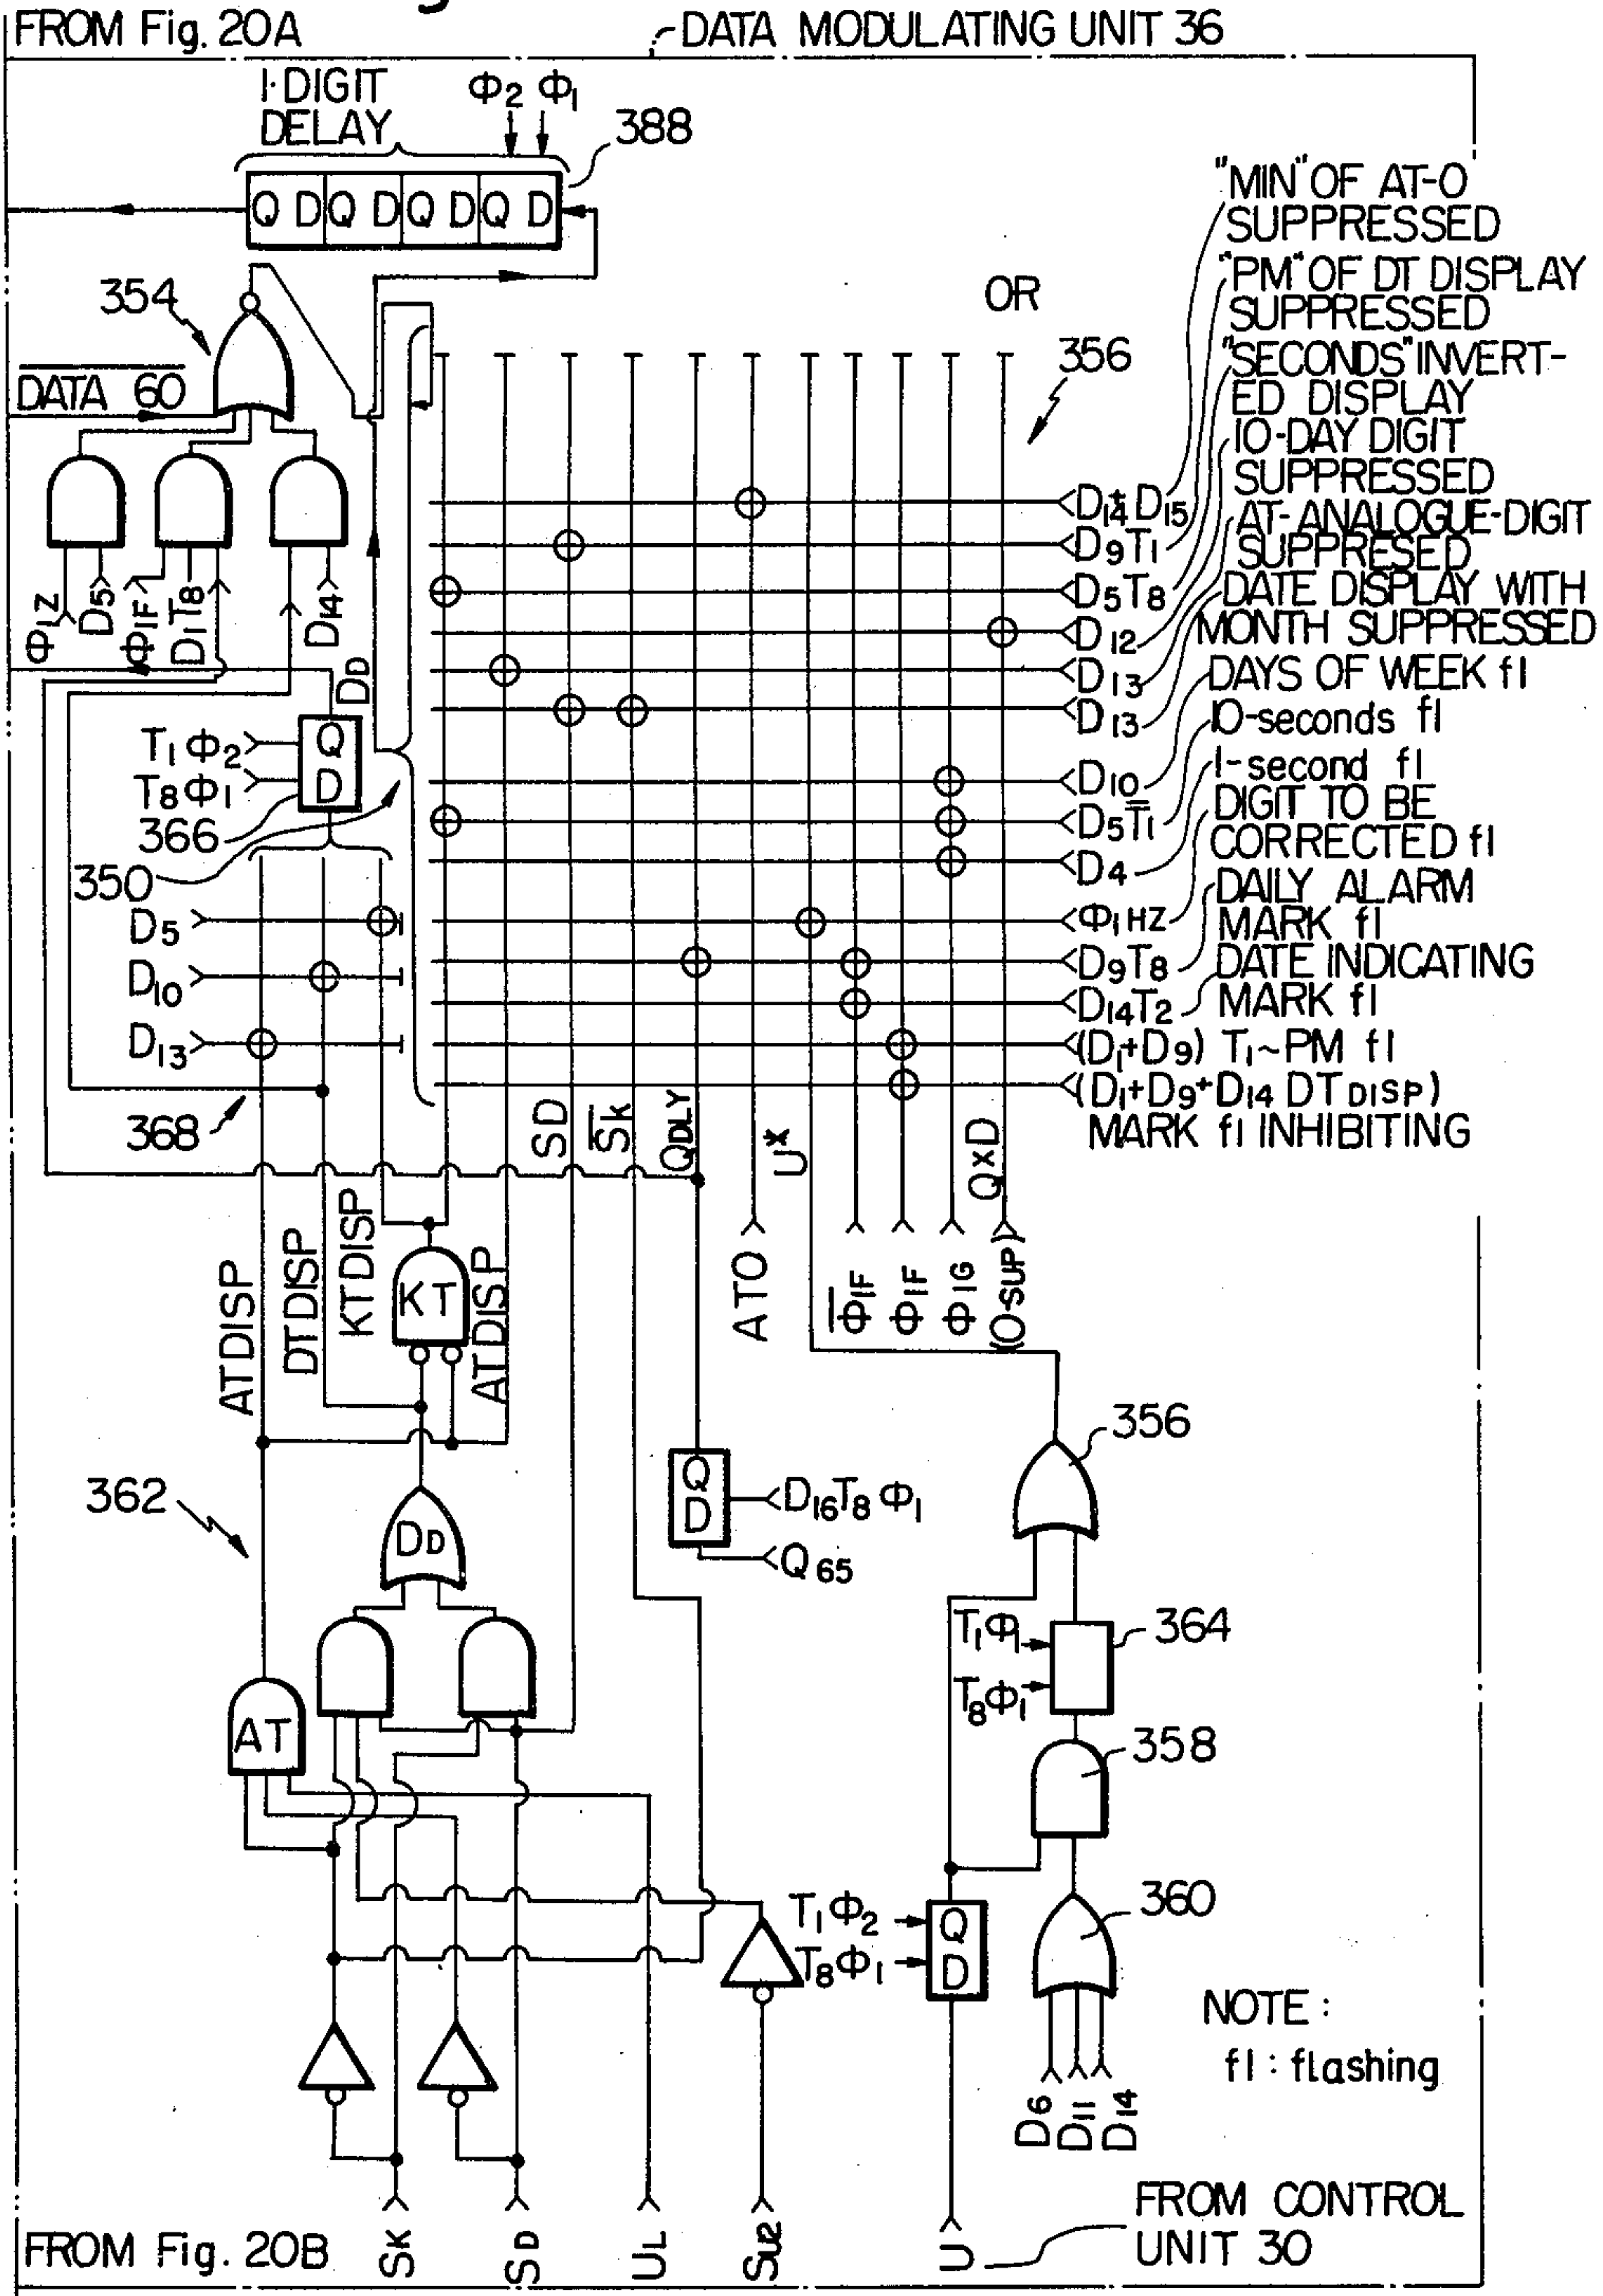 FROM Fig. 20A
DATA MODULATING UNIT 36
1-DIGIT
DELAY
Φ2 Φ1
388
Q D Q D Q D Q D
"MIN" OF AT-0
SUPPRESSED
"PM" OF DT DISPLAY
SUPPRESSED
"SECONDS" INVERT-
ED DISPLAY
10-DAY DIGIT
SUPPRESSED
AT-ANALOGUE-DIGIT
SUPPRESED
DATE DISPLAY WITH
MONTH SUPPRESSED
DAYS OF WEEK fl
10-seconds fl
1-second fl
DIGIT TO BE
CORRECTED fl
DAILY ALARM
MARK fl
DATE INDICATING
MARK fl
354
OR
356
DATA 60
D14+D15
D9T1
D5T8
D12
D13
D13
D10
D5T1
D4
Φ1HZ
D9T8
D14T2
(D1+D9) T1~PM fl
(D1+D9+D14 DTDISP)
MARK fl INHIBITING
Φ1Z
D5
Φ1F
D1T8
D14
DD
T1Φ2
T8Φ1
Q
D
366
350
D5
D10
D13
368
SD
Sk
QDLY
U*
QXD
ATDISP
DTDISP
KTDISP
KT
ATDISP
ATO
Φ1F
Φ1F
Φ1G
(O-SUP)
362
DD
Q
D
D16T8Φ1
Q65
356
T1Φ1
T8Φ1
364
AT
358
T1Φ2
T8Φ1
Q
D
360
NOTE:
fl: flashing
D6
D11
D14
FROM Fig. 20B
SK
SD
UL
SU2
U
FROM CONTROL
UNIT 30